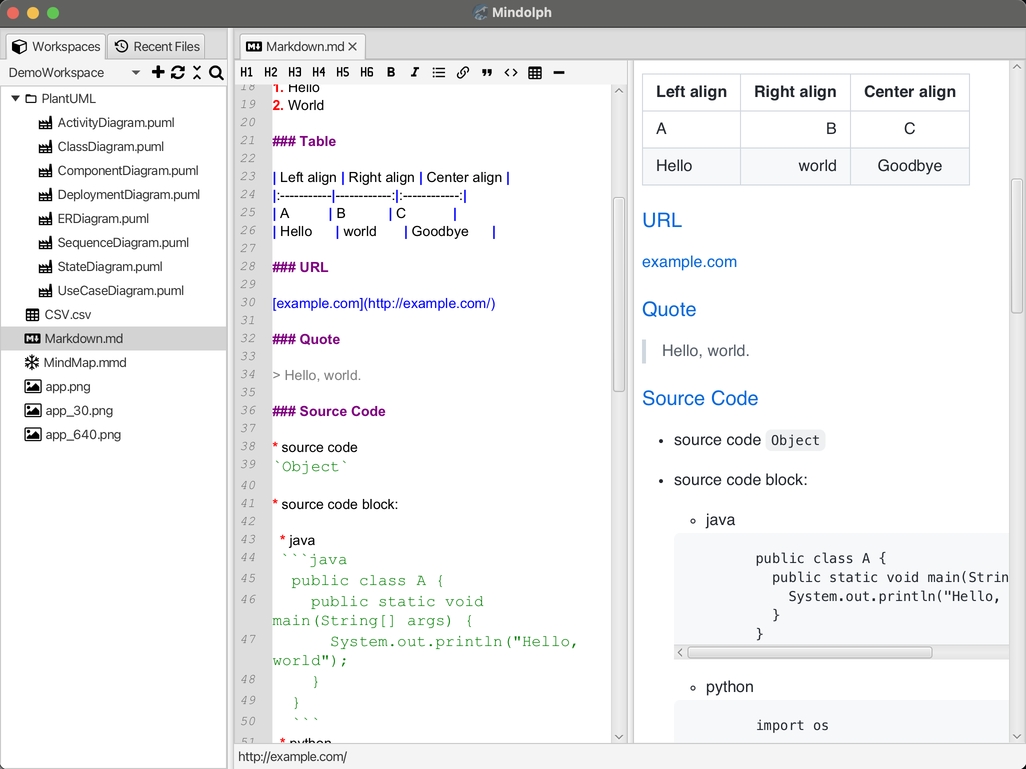 Mindolph
Workspaces
Recent Files
DemoWorkspace
PlantUML
ActivityDiagram.puml
ClassDiagram.puml
ComponentDiagram.puml
DeploymentDiagram.puml
ERDiagram.puml
SequenceDiagram.puml
StateDiagram.puml
UseCaseDiagram.puml
CSV.csv
Markdown.md
MindMap.mmd
app.png
app_30.png
app_640.png
Markdown.md
H1 H2 H3 H4 H5 H6 B I
18 1. Hello
19 2. World
20
21 ### Table
22
23 | Left align | Right align | Center align |
24 |:-----------|------------:|:------------:|
25 | A | B | C |
26 | Hello | world | Goodbye |
27
28 ### URL
29
30 [example.com](http://example.com/)
31
32 ### Quote
33
34 > Hello, world.
35
36 ### Source Code
37
38 * source code
39 `Object`
40
41 * source code block:
42
43 * java
44 ```java
45 public class A {
46 public static void
main(String[] args) {
47 System.out.println("Hello,
world");
48 }
49 }
50 ```
51 * python
Left align Right align Center align
A B C
Hello world Goodbye
URL
example.com
Quote
Hello, world.
Source Code
• source code Object
• source code block:
java
public class A {
public static void main(Strin
System.out.println("Hello,
}
}
python
import os
http://example.com/